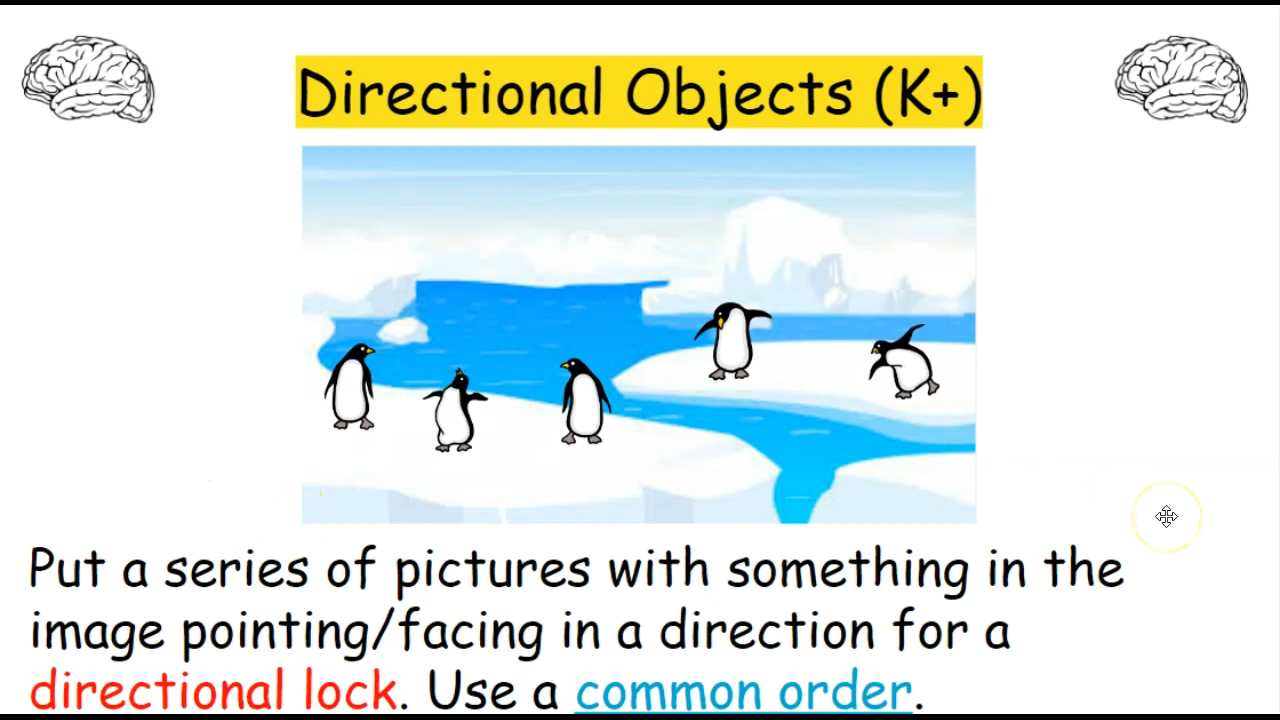 Directional Objects (K+)
Put a series of pictures with something in the
image pointing/facing in a direction for a
directional lock. Use a common order.